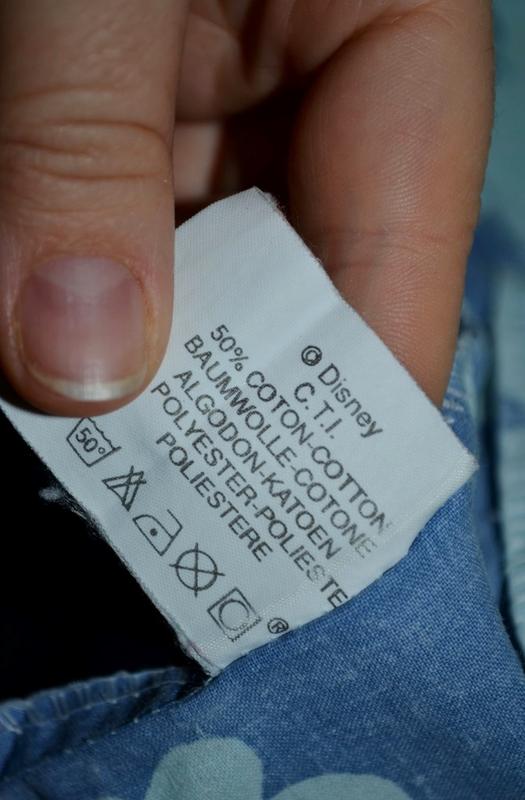 © Disney
C.T.I.
50% COTON-COTTON
BAUMWOLLE-COTONE
ALGODON-KATOEN
POLYESTER-POLIESTE
POLIESTERE
50°
®